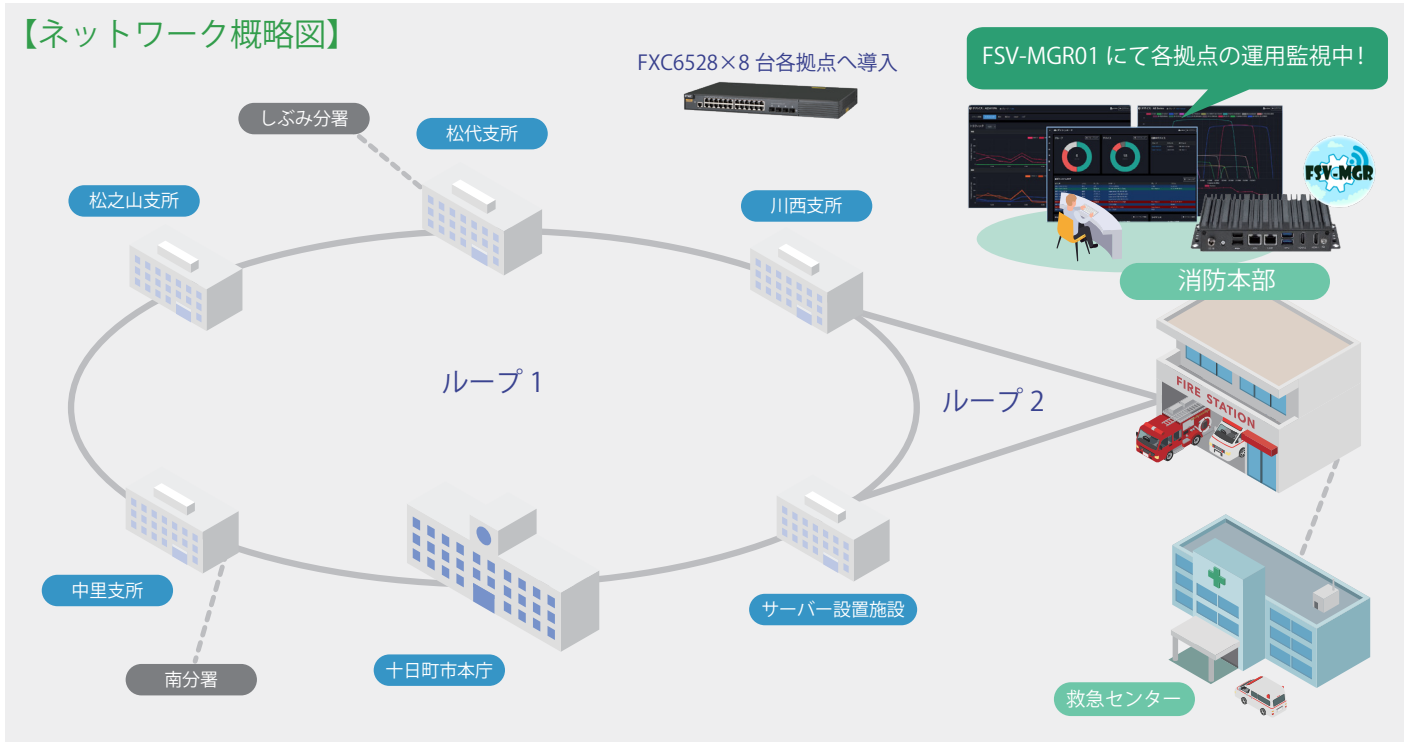 【ネットワーク概略図】
FXC6528×8 台各拠点へ導入
FSV-MGR01 にて各拠点の運用監視中!
しぶみ分署
松代支所
松之山支所
川西支所
FSV-MGR
消防本部
ループ 1
ループ 2
FIRE STATION
中里支所
サーバー設置施設
南分署
十日町市本庁
救急センター